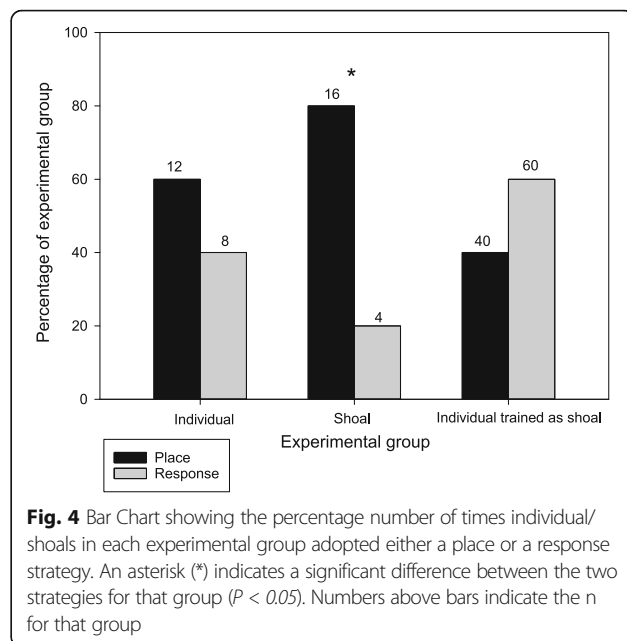 100
80
60
40
20
0
Percentage of experimental group
12
8
*
16
4
40
60
Individual
Shoal
Individual trained as shoal
Experimental group
Place
Response
Fig. 4 Bar Chart showing the percentage number of times individual/
shoals in each experimental group adopted either a place or a response
strategy. An asterisk (*) indicates a significant difference between the two
strategies for that group (P < 0.05). Numbers above bars indicate the n
for that group